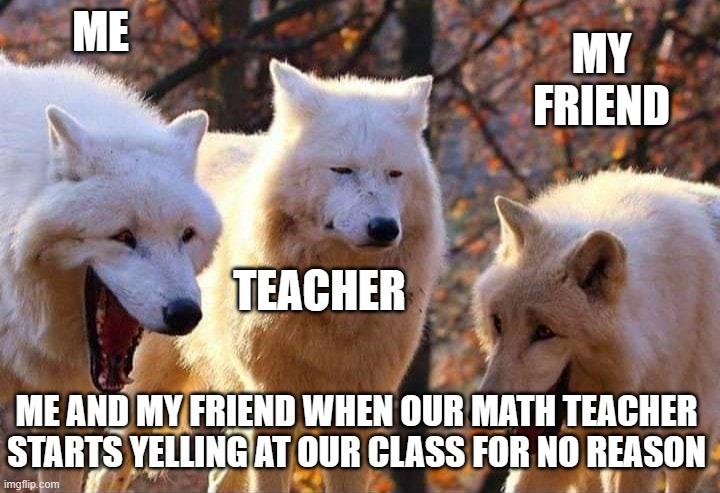 ME
MY
FRIEND
TEACHER
ME AND MY FRIEND WHEN OUR MATH TEACHER
STARTS YELLING AT OUR CLASS FOR NO REASON
imgflip.com